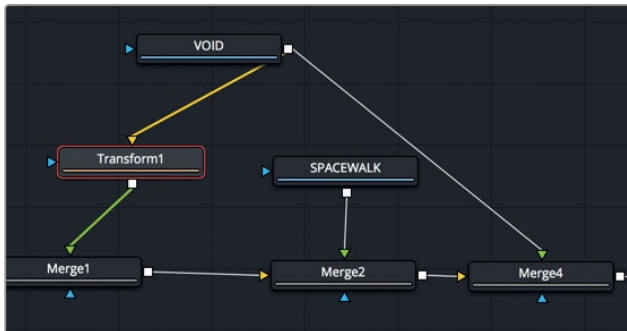 VOID
Transform1
SPACEWALK
Merge1
Merge2
Merge4